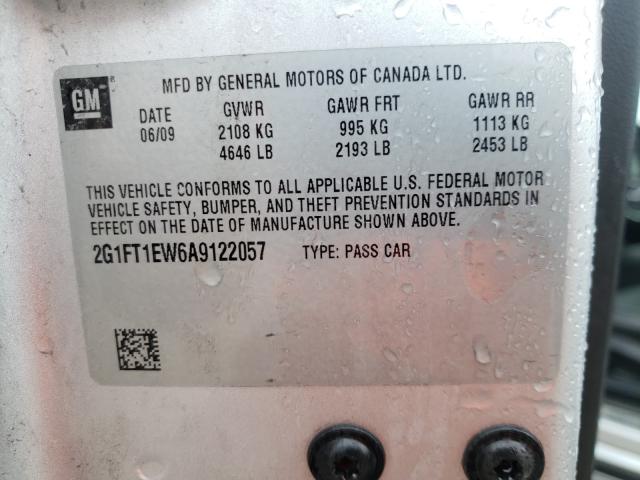 MFD BY GENERAL MOTORS OF CANADA LTD.
GM
DATE GVWR GAWR FRT GAWR RR
06/09 2108 KG 995 KG 1113 KG
4646 LB 2193 LB 2453 LB
THIS VEHICLE CONFORMS TO ALL APPLICABLE U.S. FEDERAL MOTOR
VEHICLE SAFETY, BUMPER, AND THEFT PREVENTION STANDARDS IN
EFFECT ON THE DATE OF MANUFACTURE SHOWN ABOVE.
2G1FT1EW6A9122057 TYPE: PASS CAR